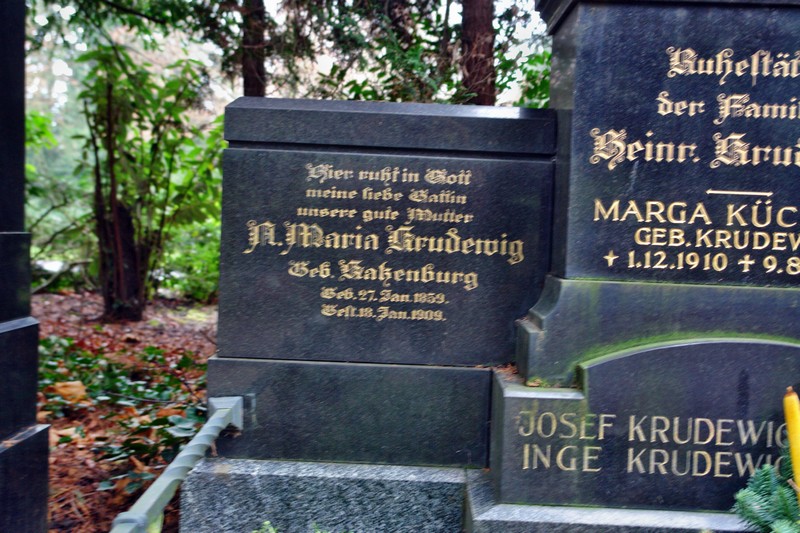 Hier ruht in Gott
meine liebe Gattin
unsere gute Mutter
A. Maria Krudewig
Geb. Katzenburg
Geb. 27. Jan. 1859.
Gest. 18. Jan. 1909.
Ruhestät
der Famil
Heinr. Krud
MARGA KÜC
GEB. KRUDEW
+ 1.12.1910 + 9.8
JOSEF KRUDEWIG
INGE KRUDEWIG